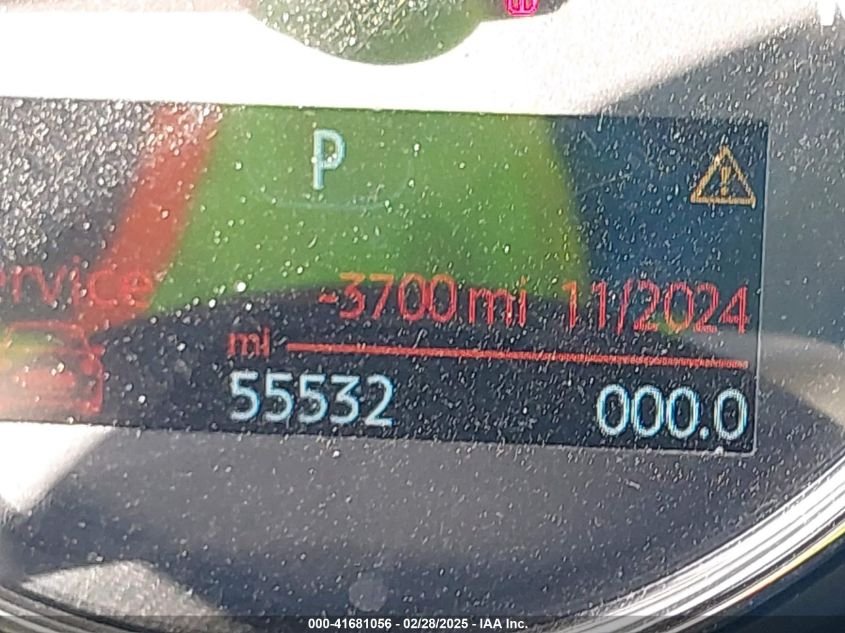 P
ervice -3700 mi 11/2024
mi
55532 000.0
000-41681056 / 02/28/2025 - IAA Inc.